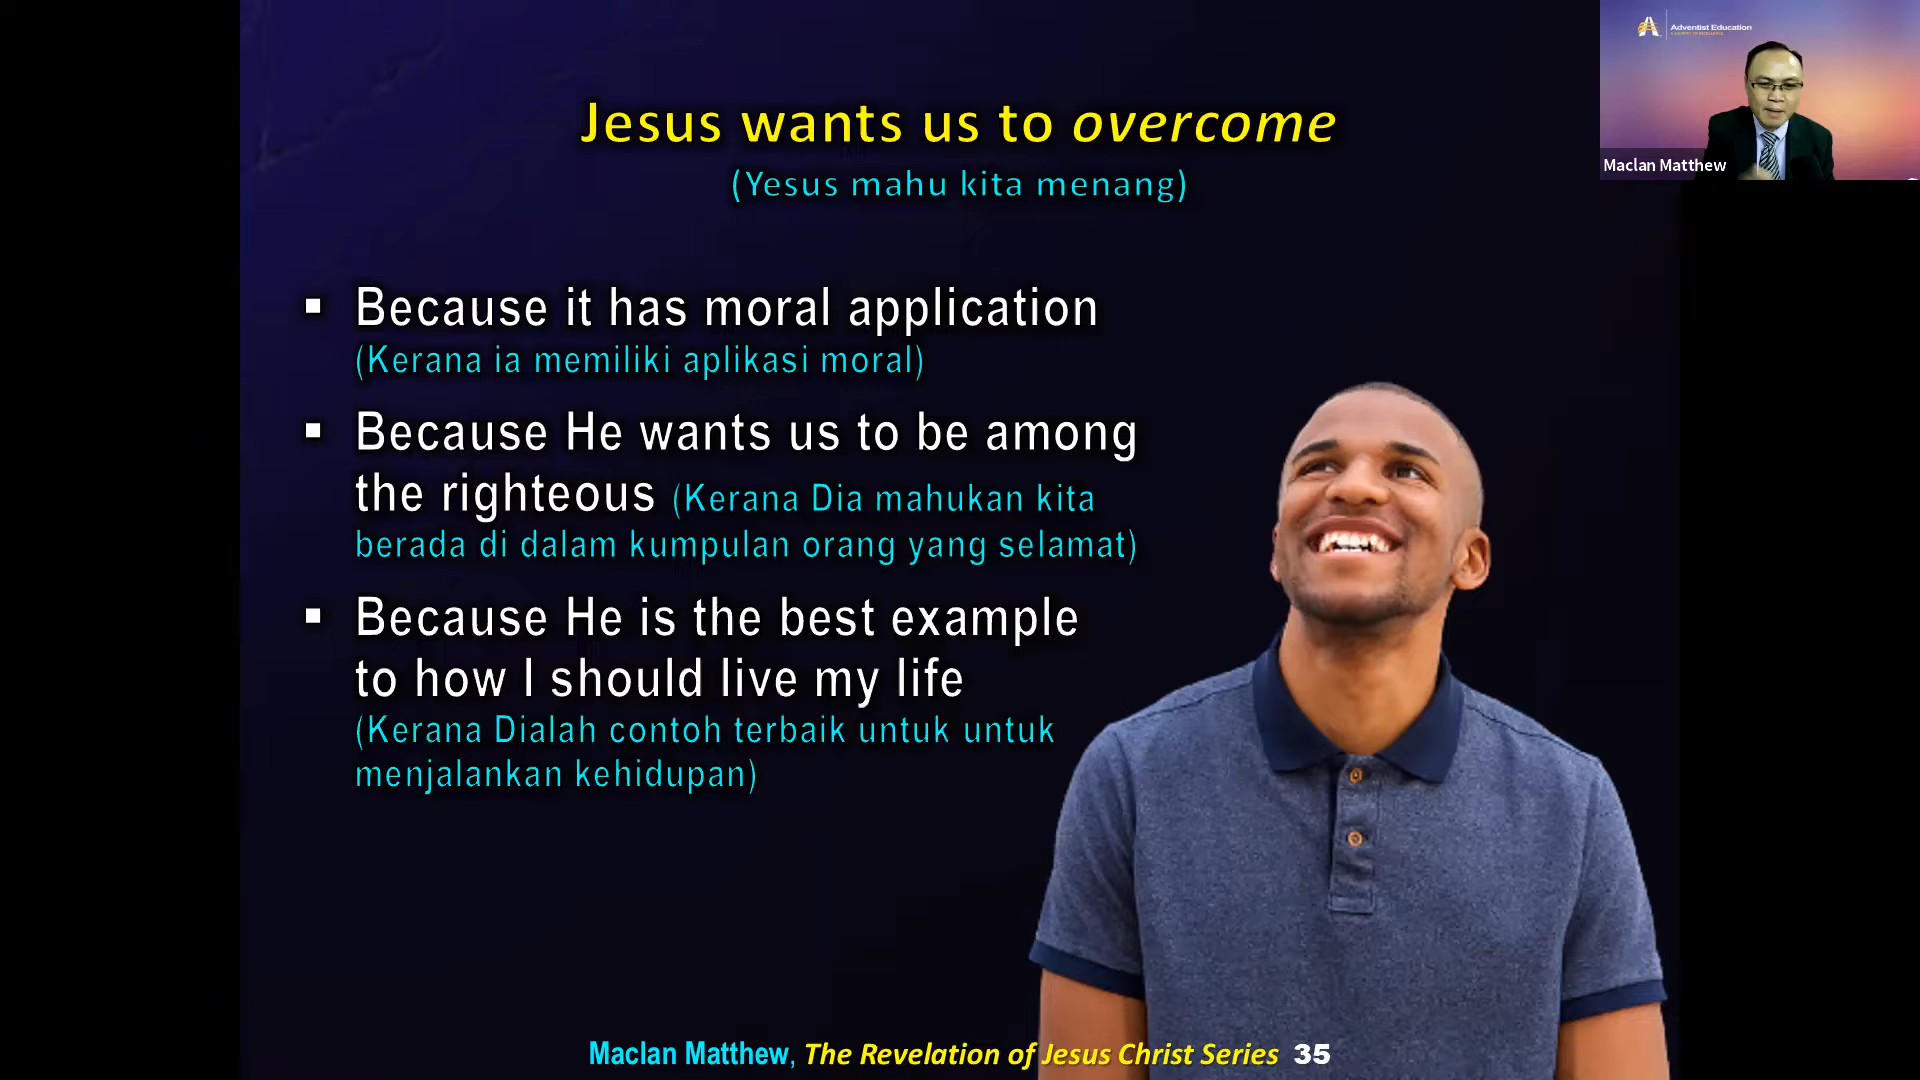 Adventist Education
Maclan Matthew
Jesus wants us to overcome
(Yesus mahu kita menang)
▪ Because it has moral application
(Kerana ia memiliki aplikasi moral)
▪ Because He wants us to be among
the righteous (Kerana Dia mahukan kita
berada di dalam kumpulan orang yang selamat)
▪ Because He is the best example
to how I should live my life
(Kerana Dialah contoh terbaik untuk untuk
menjalankan kehidupan)
Maclan Matthew, The Revelation of Jesus Christ Series 35